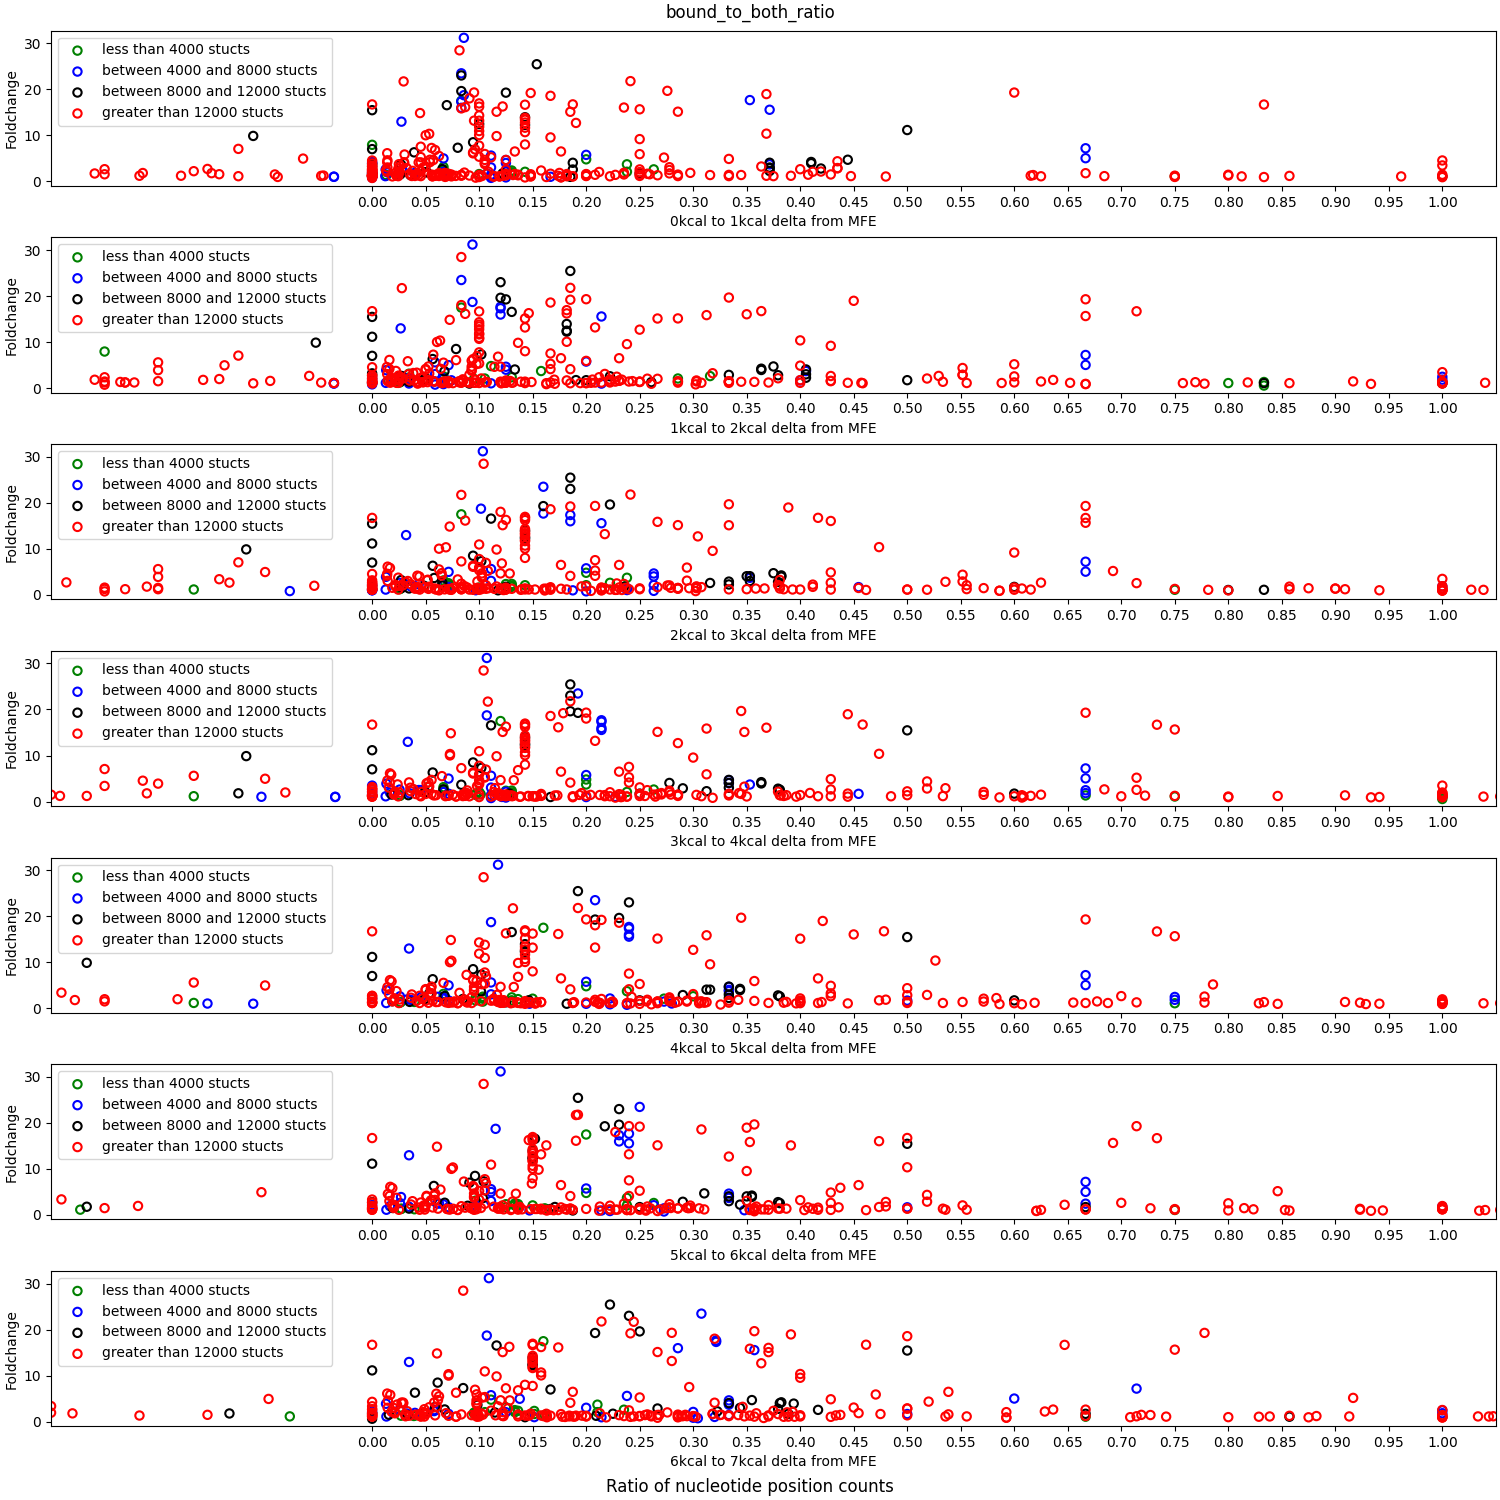 bound_to_both_ratio
Foldchange
30
20
10
0
less than 4000 stucts
between 4000 and 8000 stucts
between 8000 and 12000 stucts
greater than 12000 stucts
0.00 0.05 0.10 0.15 0.20 0.25 0.30 0.35 0.40 0.45 0.50 0.55 0.60 0.65 0.70 0.75 0.80 0.85 0.90 0.95 1.00
0kcal to 1kcal delta from MFE
Foldchange
30
20
10
0
less than 4000 stucts
between 4000 and 8000 stucts
between 8000 and 12000 stucts
greater than 12000 stucts
0.00 0.05 0.10 0.15 0.20 0.25 0.30 0.35 0.40 0.45 0.50 0.55 0.60 0.65 0.70 0.75 0.80 0.85 0.90 0.95 1.00
1kcal to 2kcal delta from MFE
Foldchange
30
20
10
0
less than 4000 stucts
between 4000 and 8000 stucts
between 8000 and 12000 stucts
greater than 12000 stucts
0.00 0.05 0.10 0.15 0.20 0.25 0.30 0.35 0.40 0.45 0.50 0.55 0.60 0.65 0.70 0.75 0.80 0.85 0.90 0.95 1.00
2kcal to 3kcal delta from MFE
Foldchange
30
20
10
0
less than 4000 stucts
between 4000 and 8000 stucts
between 8000 and 12000 stucts
greater than 12000 stucts
0.00 0.05 0.10 0.15 0.20 0.25 0.30 0.35 0.40 0.45 0.50 0.55 0.60 0.65 0.70 0.75 0.80 0.85 0.90 0.95 1.00
3kcal to 4kcal delta from MFE
Foldchange
30
20
10
0
less than 4000 stucts
between 4000 and 8000 stucts
between 8000 and 12000 stucts
greater than 12000 stucts
0.00 0.05 0.10 0.15 0.20 0.25 0.30 0.35 0.40 0.45 0.50 0.55 0.60 0.65 0.70 0.75 0.80 0.85 0.90 0.95 1.00
4kcal to 5kcal delta from MFE
Foldchange
30
20
10
0
less than 4000 stucts
between 4000 and 8000 stucts
between 8000 and 12000 stucts
greater than 12000 stucts
0.00 0.05 0.10 0.15 0.20 0.25 0.30 0.35 0.40 0.45 0.50 0.55 0.60 0.65 0.70 0.75 0.80 0.85 0.90 0.95 1.00
5kcal to 6kcal delta from MFE
Foldchange
30
20
10
0
less than 4000 stucts
between 4000 and 8000 stucts
between 8000 and 12000 stucts
greater than 12000 stucts
0.00 0.05 0.10 0.15 0.20 0.25 0.30 0.35 0.40 0.45 0.50 0.55 0.60 0.65 0.70 0.75 0.80 0.85 0.90 0.95 1.00
6kcal to 7kcal delta from MFE
Ratio of nucleotide position counts